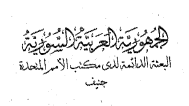 الجمهورية العربية السورية
البعثة الدائمة لدى مكتب الأمم المتحدة
جنيف